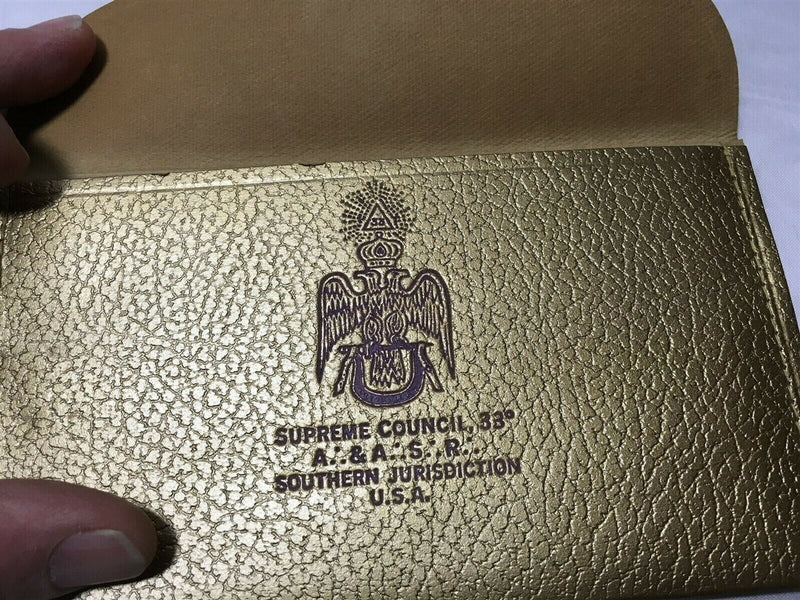 SUPREME COUNCIL, 33°
A∴ & A∴ S∴ R∴
SOUTHERN JURISDICTION
U.S.A.